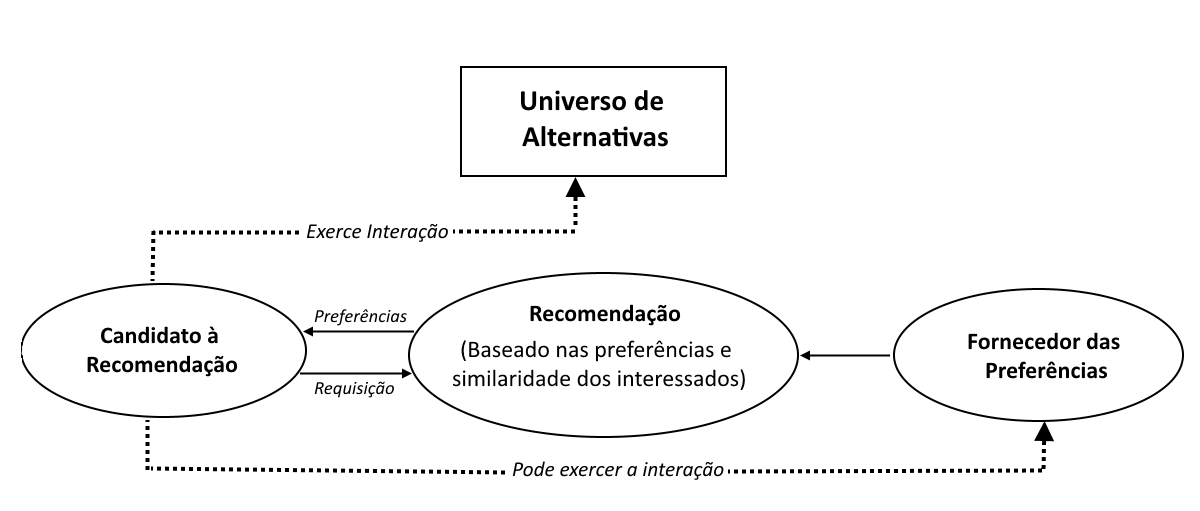 Universo de
Alternativas
Exerce Interação
Candidato à
Recomendação
Preferências
Requisição
Recomendação
(Baseado nas preferências e
similaridade dos interessados)
Fornecedor das
Preferências
Pode exercer a interação